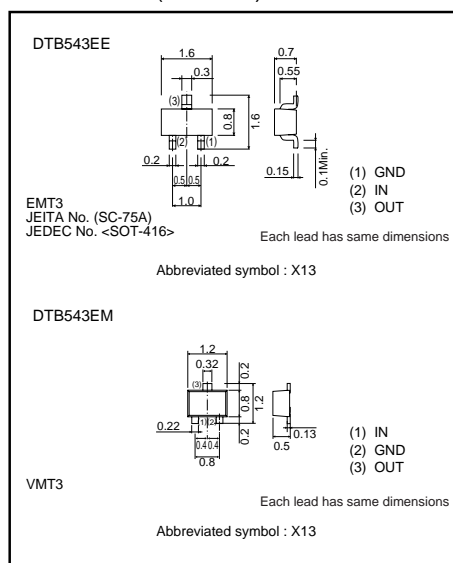 DTB543EE
1.6
0.3
0.7
0.55
(3)
0.8
1.6
(2) (1)
0.2 0.2
0.5 0.5
1.0
0.15
0.1Min.
(1) GND
(2) IN
(3) OUT
EMT3
JEITA No. (SC-75A)
JEDEC No. <SOT-416>
Each lead has same dimensions
Abbreviated symbol : X13
DTB543EM
1.2
0.32
0.2
(3)
0.8
1.2
(1) (2)
0.22
0.4 0.4
0.8
0.2
0.5
0.13
(1) IN
(2) GND
(3) OUT
VMT3
Each lead has same dimensions
Abbreviated symbol : X13